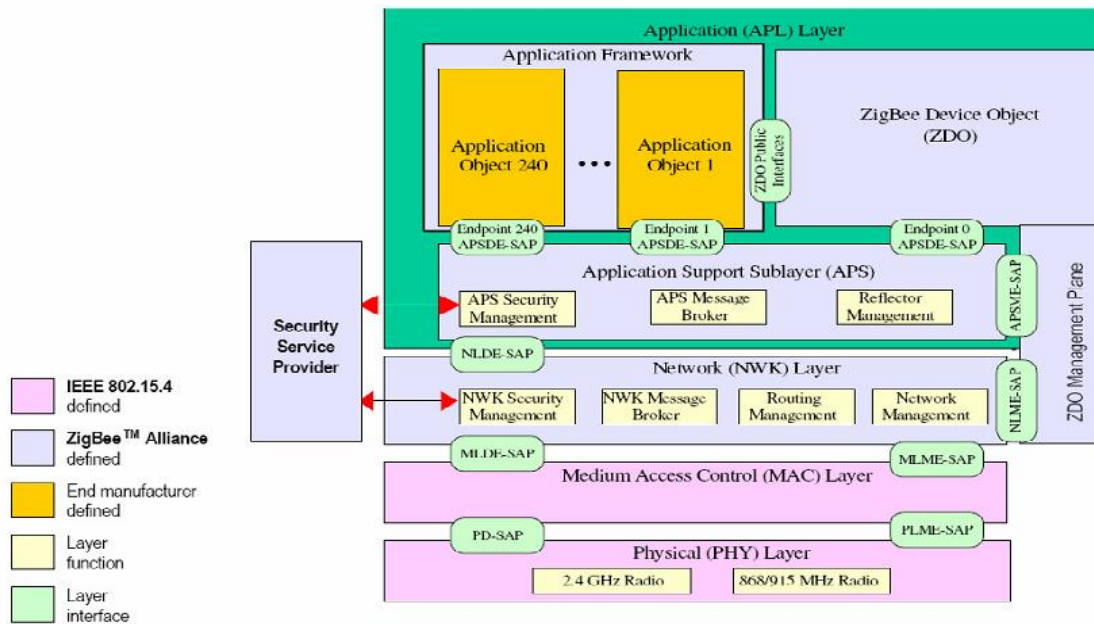 Application (APL) Layer
Application Framework
ZigBee Device Object
(ZDO)
Application
Object 240
...
Application
Object 1
ZDO Public
Interfaces
Endpoint 240
APSDE-SAP
Endpoint 1
APSDE-SAP
Endpoint 0
APSDE-SAP
Application Support Sublayer (APS)
APS Security
Management
APS Message
Broker
Reflector
Management
APSME-SAP
ZDO Management Plane
Security
Service
Provider
NLDE-SAP
Network (NWK) Layer
NWK Security
Management
NWK Message
Broker
Routing
Management
Network
Management
NLME-SAP
MLDE-SAP
MLME-SAP
Medium Access Control (MAC) Layer
PD-SAP
PLME-SAP
Physical (PHY) Layer
2.4 GHz Radio
868/915 MHz Radio
IEEE 802.15.4
defined
ZigBee™ Alliance
defined
End manufacturer
defined
Layer
function
Layer
interface